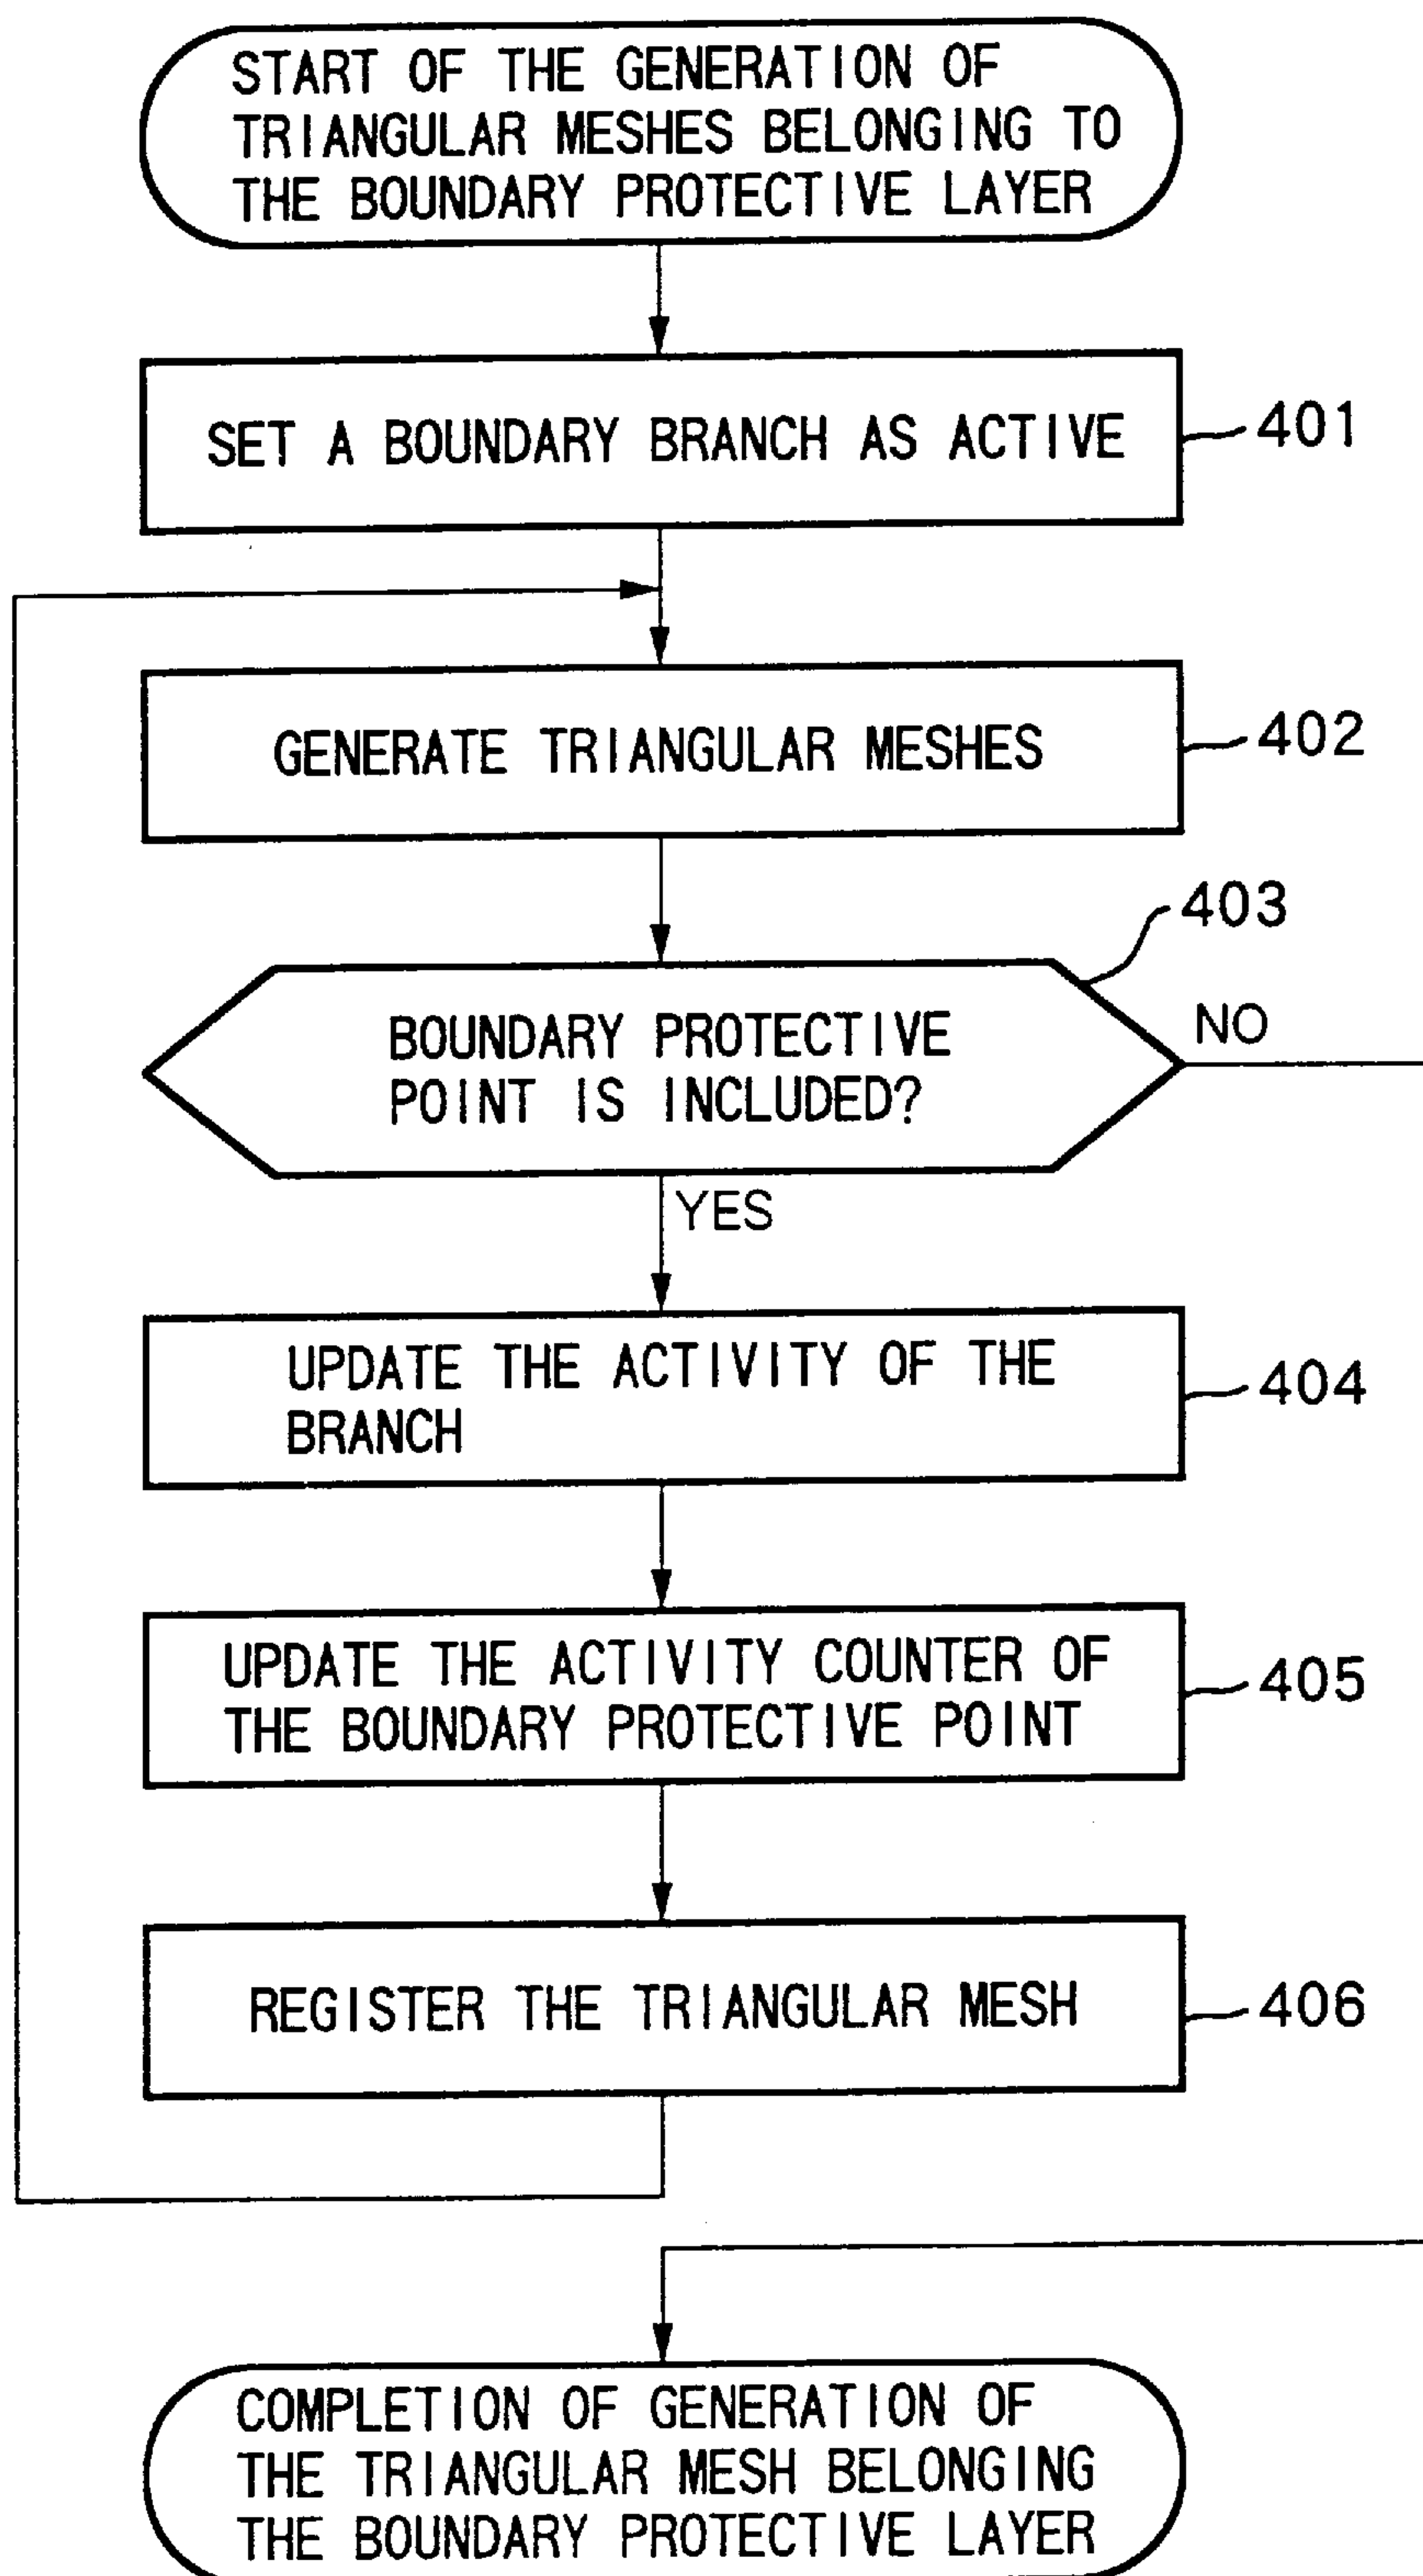 START OF THE GENERATION OF
TRIANGULAR MESHES BELONGING TO
THE BOUNDARY PROTECTIVE LAYER
SET A BOUNDARY BRANCH AS ACTIVE
401
GENERATE TRIANGULAR MESHES
402
403
BOUNDARY PROTECTIVE
POINT IS INCLUDED?
NO
YES
UPDATE THE ACTIVITY OF THE
BRANCH
404
UPDATE THE ACTIVITY COUNTER OF
THE BOUNDARY PROTECTIVE POINT
405
REGISTER THE TRIANGULAR MESH
406
COMPLETION OF GENERATION OF
THE TRIANGULAR MESH BELONGING
THE BOUNDARY PROTECTIVE LAYER